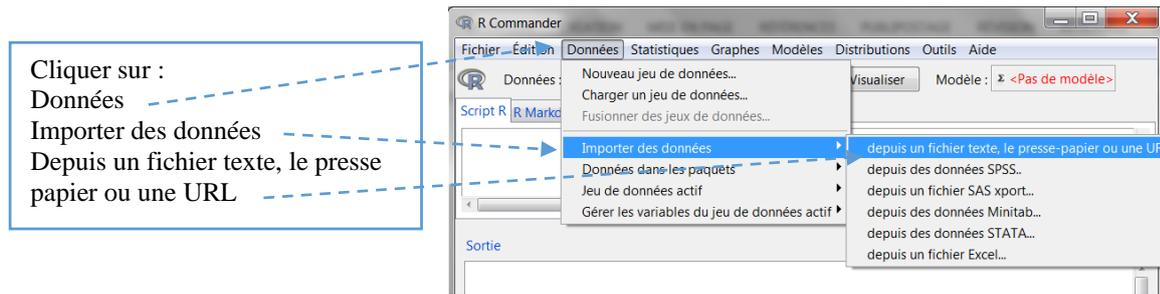 Cliquer sur :
Données
Importer des données
Depuis un fichier texte, le presse
papier ou une URL
R Commander
Fichier Édition Données Statistiques Graphes Modèles Distributions Outils Aide
Données :
Visualiser Modèle : Σ <Pas de modèle>
Script R R Markd
Nouveau jeu de données...
Charger un jeu de données...
Fusionner des jeux de données...
Importer des données
Données dans les paquets
Jeu de données actif
Gérer les variables du jeu de données actif
depuis un fichier texte, le presse-papier ou une UR
depuis des données SPSS..
depuis un fichier SAS xport...
depuis des données Minitab...
depuis des données STATA...
depuis un fichier Excel...
Sortie